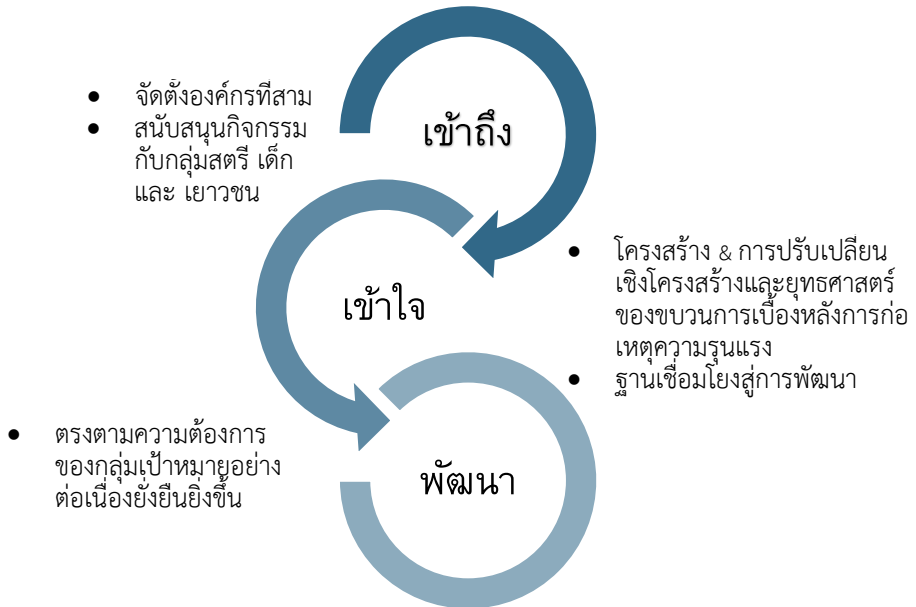 • จัดตั้งองค์กรที่สาม
• สนับสนุนกิจกรรม
กับกลุ่มสตรี เด็ก
และ เยาวชน
เข้าถึง
เข้าใจ
• โครงสร้าง & การปรับเปลี่ยน
เชิงโครงสร้างและยุทธศาสตร์
ของขบวนการเบื้องหลังการก่อ
เหตุความรุนแรง
• ฐานเชื่อมโยงสู่การพัฒนา
• ตรงตามความต้องการ
ของกลุ่มเป้าหมายอย่าง
ต่อเนื่องยั่งยืนยิ่งขึ้น
พัฒนา